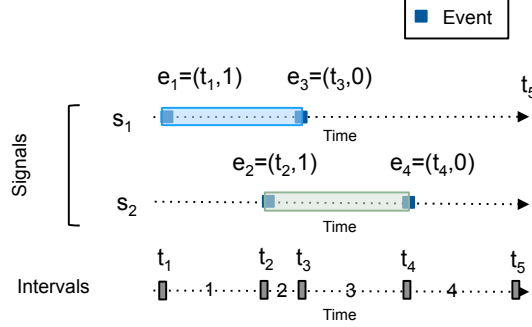 Event
e₁=(t₁,1) e₃=(t₃,0) t₅
s₁
Time
Signals
e₂=(t₂,1) e₄=(t₄,0)
s₂
Time
t₁ t₂ t₃ t₄ t₅
Intervals 1 2 3 4
Time